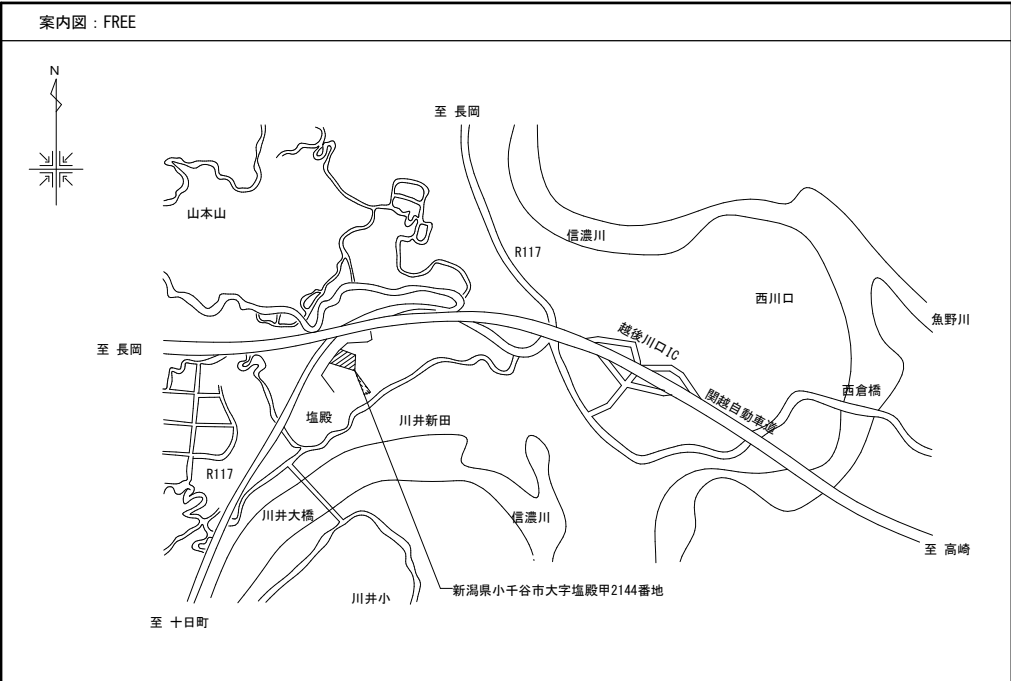 案内図：FREE
N
至 長岡
山本山
信濃川
R117
西川口
魚野川
越後川口IC
至 長岡
西倉橋
関越自動車道
塩殿
川井新田
R117
川井大橋
信濃川
至 高崎
新潟県小千谷市大字塩殿甲2144番地
川井小
至 十日町